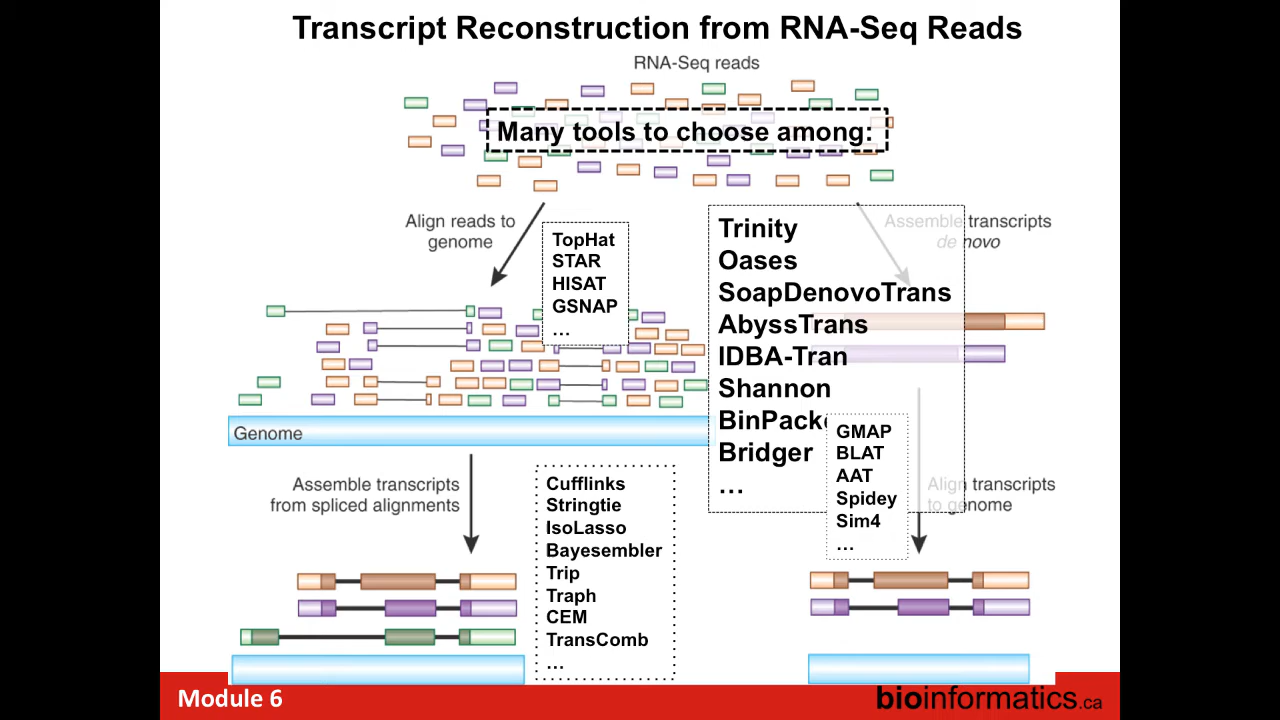 Transcript Reconstruction from RNA-Seq Reads
RNA-Seq reads
Many tools to choose among:
Align reads to
genome
TopHat
STAR
HISAT
GSNAP
…
Trinity
Oases
SoapDenovoTrans
AbyssTrans
IDBA-Tran
Shannon
BinPack
Bridger
…
Assemble transcripts
de novo
Genome
GMAP
BLAT
AAT
Spidey
Sim4
…
Align transcripts
to genome
Assemble transcripts
from spliced alignments
Cufflinks
Stringtie
IsoLasso
Bayesembler
Trip
Traph
CEM
TransComb
…
Module 6
bioinformatics.ca